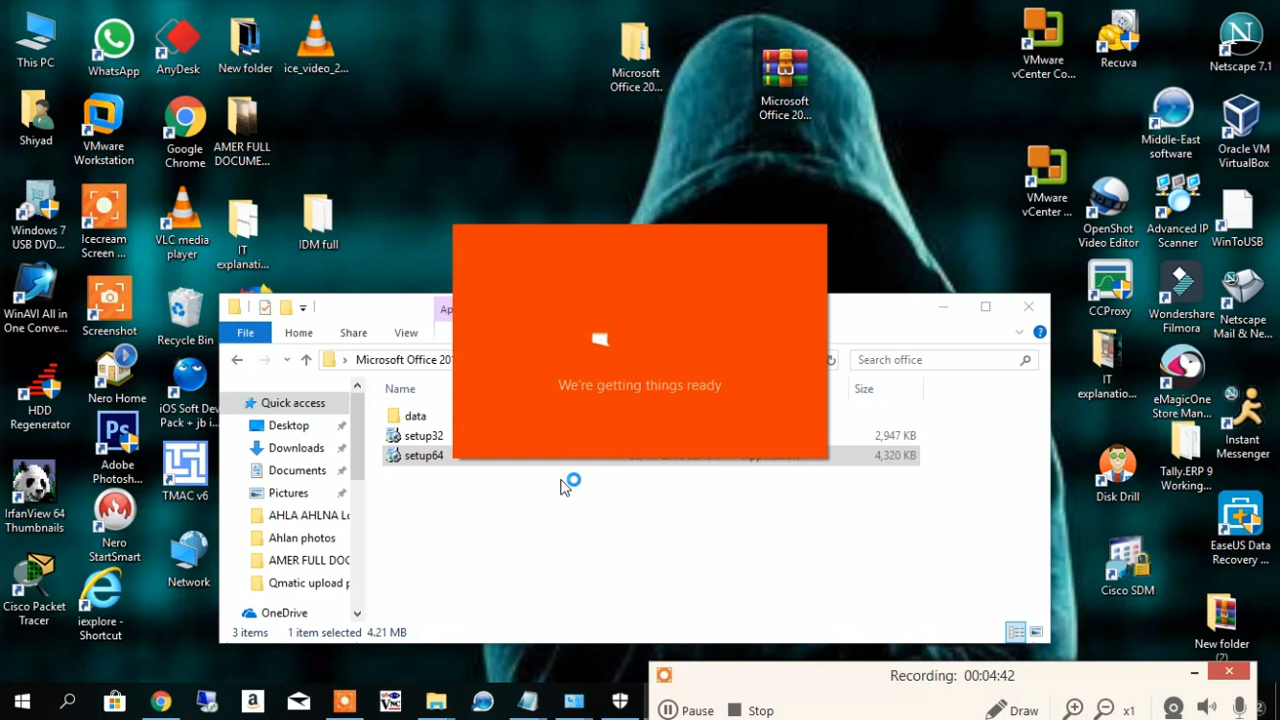 This PC
WhatsApp
AnyDesk
New folder
ice_video_2...
Microsoft
Office 20...
Microsoft
Office 20...
VMware
vCenter Co...
Recuva
Netscape 7.1
Shiyad
VMware
Workstation
Google
Chrome
AMER FULL
DOCUME...
VMware
vCenter ...
Middle-East
software
Oracle VM
VirtualBox
Windows 7
USB DVD...
Icecream
Screen ...
VLC media
player
IT
explanati...
IDM full
OpenShot
Video Editor
Advanced IP
Scanner
WinToUSB
WinAVI All in
One Conve...
Screenshot
Recycle Bin
CCProxy
Wondershare
Filmora
Netscape
Mail & Ne...
HDD
Regenerator
Nero Home
iOS Soft Dev
Pack + jb i...
IT
explanatio...
eMagicOne
Store Man...
Instant
Messenger
IrfanView 64
Thumbnails
Adobe
Photosh...
TMAC v6
Disk Drill
Tally.ERP 9
Working...
Cisco Packet
Tracer
Nero
StartSmart
Network
Cisco SDM
EaseUS Data
Recovery ...
iexplore -
Shortcut
New folder
(2)
Ap
File
Home
Share
View
Microsoft Office 201
Search office
Name
Size
Quick access
Desktop
Downloads
Documents
Pictures
AHLA AHLNA Lo
Ahlan photos
AMER FULL DOC
Qmatic upload p
OneDrive
data
setup32
2,947 KB
setup64
4,320 KB
3 items
1 item selected 4.21 MB
We're getting things ready
Recording: 00:04:42
Pause
Stop
Draw
x1